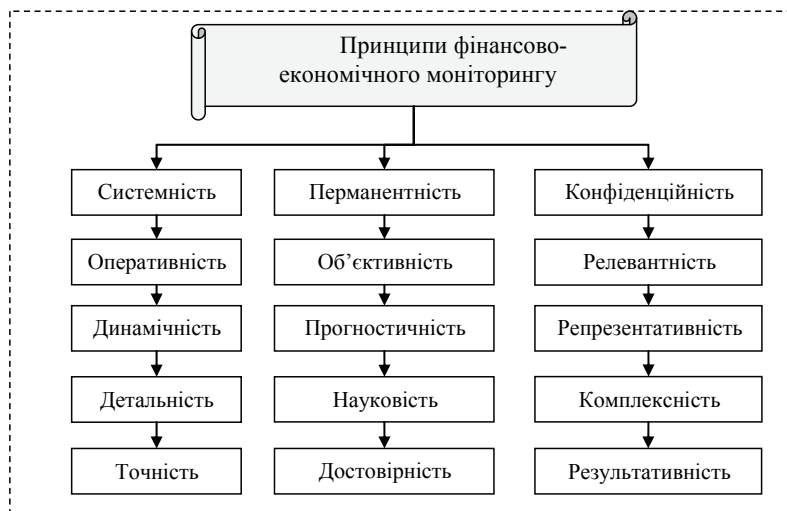 Принципи фінансово-
економічного моніторингу
Системність
Перманентність
Конфіденційність
Оперативність
Об’єктивність
Релевантність
Динамічність
Прогностичність
Репрезентативність
Детальність
Науковість
Комплексність
Точність
Достовірність
Результативність